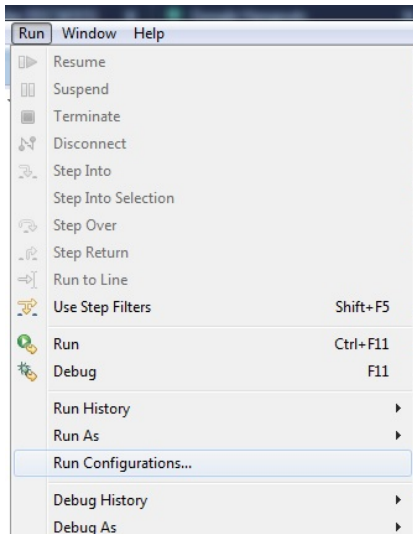 Run Window Help
Resume
Suspend
Terminate
Disconnect
Step Into
Step Into Selection
Step Over
Step Return
Run to Line
Use Step Filters Shift+F5
Run Ctrl+F11
Debug F11
Run History
Run As
Run Configurations...
Debug History
Debug As